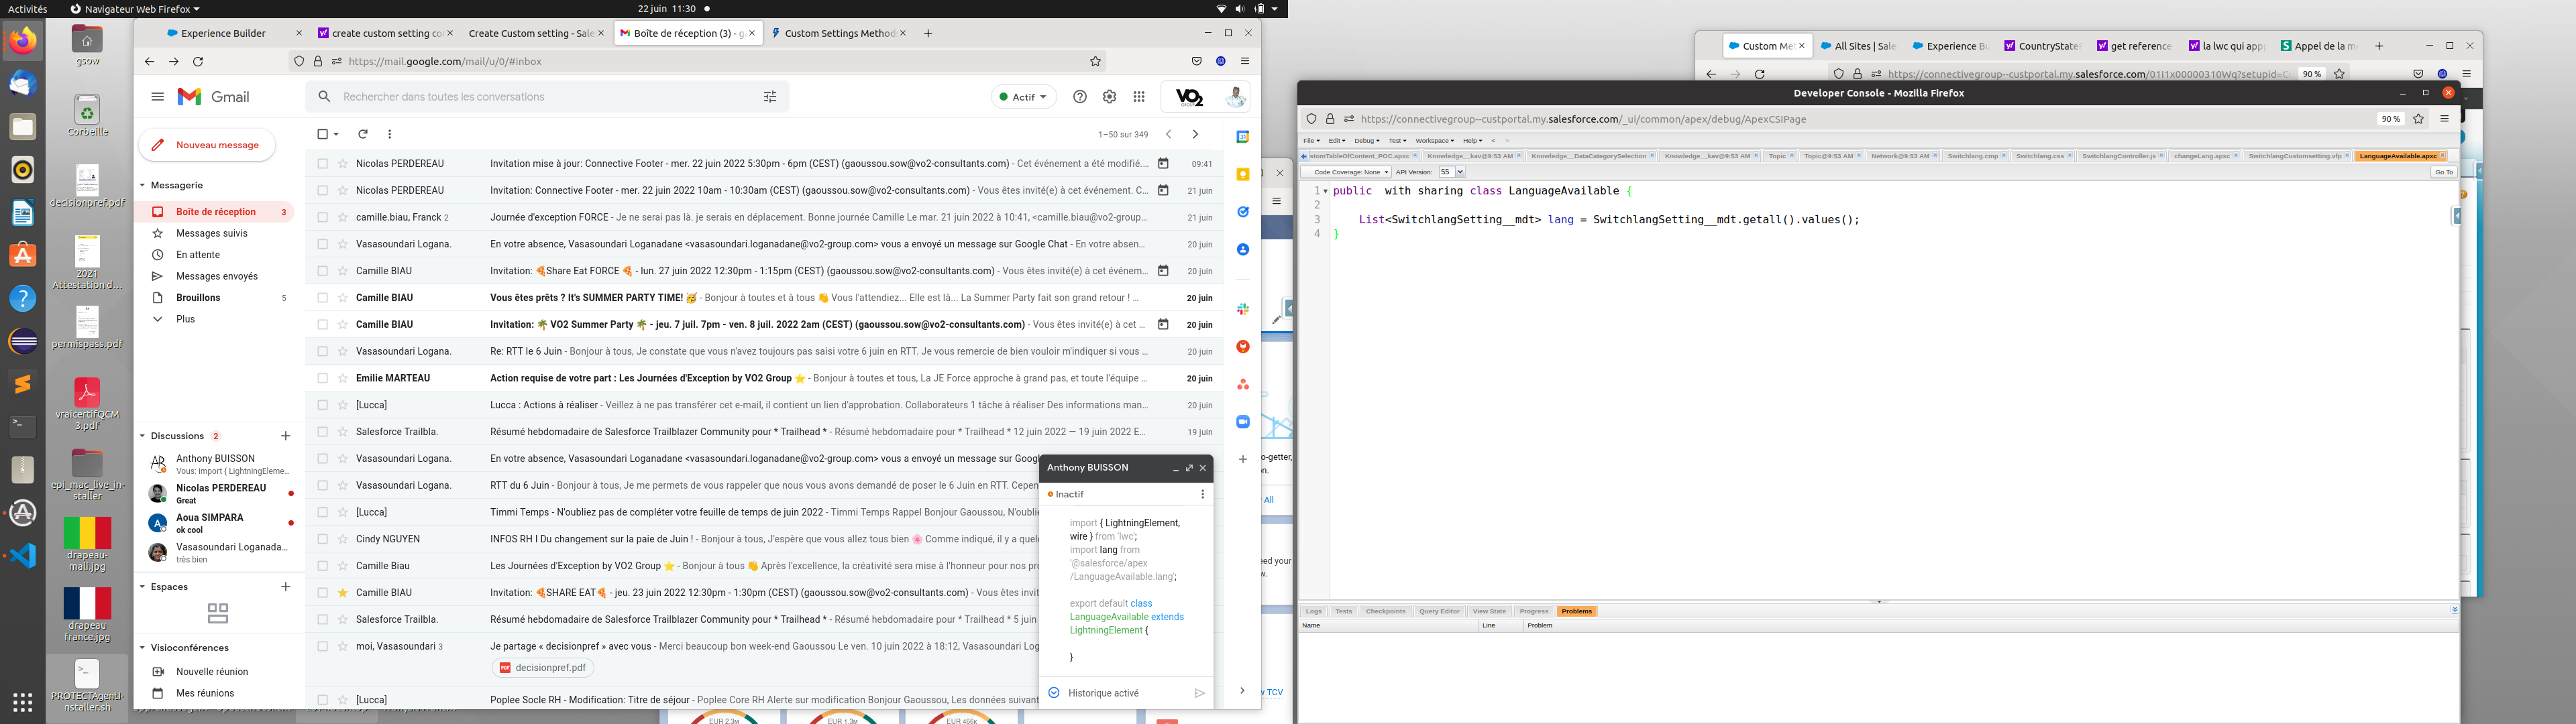 Activités
Navigateur Web Firefox
22 juin 11:30
Experience Builder
create custom setting co
Create Custom setting - Sale
Boîte de réception (3) - g
Custom Settings Method
https://mail.google.com/mail/u/0/#inbox
Gmail
Rechercher dans toutes les conversations
Actif
VO2
GROUP
Nouveau message
1–50 sur 349
Messagerie
Boîte de réception 3
Messages suivis
En attente
Messages envoyés
Brouillons 5
Plus
Discussions 2
Anthony BUISSON
Vous: import { LightningEleme...
Nicolas PERDEREAU
Great
Aoua SIMPARA
ok cool
Vasasoundari Loganada...
très bien
Espaces
Visioconférences
Nouvelle réunion
Mes réunions
gsow
Corbeille
decisionpref.pdf
2021
Attestation d...
permispass.pdf
vraicertifQCM
3.pdf
epi_mac_live_in-
staller
drapeau-
mali.jpg
drapeau
france.jpg
PROTECTAgentI-
nstaller.sh
Nicolas PERDEREAU Invitation mise à jour: Connective Footer - mer. 22 juin 2022 5:30pm - 6pm (CEST) (gaoussou.sow@vo2-consultants.com) - Cet événement a été modifié.... 09:41
Nicolas PERDEREAU Invitation: Connective Footer - mer. 22 juin 2022 10am - 10:30am (CEST) (gaoussou.sow@vo2-consultants.com) - Vous êtes invité(e) à cet événement. C... 21 juin
camille.biau, Franck 2 Journée d'exception FORCE - Je ne serai pas là. je serais en déplacement. Bonne journée Camille Le mar. 21 juin 2022 à 10:41, <camille.biau@vo2-group... 21 juin
Vasasoundari Logana. En votre absence, Vasasoundari Loganadane <vasasoundari.loganadane@vo2-group.com> vous a envoyé un message sur Google Chat - En votre absen... 20 juin
Camille BIAU Invitation: 🍕Share Eat FORCE 🍕 - lun. 27 juin 2022 12:30pm - 1:15pm (CEST) (gaoussou.sow@vo2-consultants.com) - Vous êtes invité(e) à cet événem... 20 juin
Camille BIAU Vous êtes prêts ? It's SUMMER PARTY TIME! 🥳 - Bonjour à toutes et à tous 👋 Vous l'attendiez... Elle est là... La Summer Party fait son grand retour ! ... 20 juin
Camille BIAU Invitation: 🌴 VO2 Summer Party 🌴 - jeu. 7 juil. 7pm - ven. 8 juil. 2022 2am (CEST) (gaoussou.sow@vo2-consultants.com) - Vous êtes invité(e) à cet ... 20 juin
Vasasoundari Logana. Re: RTT le 6 Juin - Bonjour à tous, Je constate que vous n'avez toujours pas saisi votre 6 juin en RTT. Je vous remercie de bien vouloir m'indiquer si vous ... 20 juin
Emilie MARTEAU Action requise de votre part : Les Journées d'Exception by VO2 Group ⭐ - Bonjour à toutes et tous, La JE Force approche à grand pas, et toute l'équipe ... 20 juin
[Lucca] Lucca : Actions à réaliser - Veillez à ne pas transférer cet e-mail, il contient un lien d'approbation. Collaborateurs 1 tâche à réaliser Des informations man... 20 juin
Salesforce Trailbla. Résumé hebdomadaire de Salesforce Trailblazer Community pour * Trailhead * - Résumé hebdomadaire pour * Trailhead * 12 juin 2022 — 19 juin 2022 E... 19 juin
Vasasoundari Logana. En votre absence, Vasasoundari Loganadane <vasasoundari.loganadane@vo2-group.com> vous a envoyé un message sur Goog
Vasasoundari Logana. RTT du 6 Juin - Bonjour à tous, Je me permets de vous rappeler que nous vous avons demandé de poser le 6 Juin en RTT. Cepen
[Lucca] Timmi Temps - N'oubliez pas de compléter votre feuille de temps de juin 2022 - Timmi Temps Rappel Bonjour Gaoussou, N'oublie
Cindy NGUYEN INFOS RH I Du changement sur la paie de Juin ! - Bonjour à tous, J'espère que vous allez tous bien 🌸 Comme indiqué, il y a quel
Camille Biau Les Journées d'Exception by VO2 Group ⭐ - Bonjour à tous 👋 Après l'excellence, la créativité sera mise à l'honneur pour nos pro
Camille BIAU Invitation: 🍕SHARE EAT🍕 - jeu. 23 juin 2022 12:30pm - 1:30pm (CEST) (gaoussou.sow@vo2-consultants.com) - Vous êtes invit
Salesforce Trailbla. Résumé hebdomadaire de Salesforce Trailblazer Community pour * Trailhead * - Résumé hebdomadaire pour * Trailhead * 5 juin
moi, Vasasoundari 3 Je partage « decisionpref » avec vous - Merci beaucoup bon week-end Gaoussou Le ven. 10 juin 2022 à 18:12, Vasasoundari Log
decisionpref.pdf
[Lucca] Poplee Socle RH - Modification: Titre de séjour - Poplee Core RH Alerte sur modification Bonjour Gaoussou, Les données suivant
Anthony BUISSON
Inactif
import { LightningElement,
wire } from 'lwc';
import lang from
'@salesforce/apex
/LanguageAvailable.lang';
export default class
LanguageAvailable extends
LightningElement {
}
Historique activé
o-getter,
on.
All
eed your
w.
w TCV
EUR 2.3M
EUR 1.3M
EUR 466K
Custom Met
All Sites | Sale
Experience Bu
CountryStateF
get reference
la lwc qui app
Appel de la m
https://connectivegroup--custportal.my.salesforce.com/01I1x00000310Wq?setupid=C
90 %
Developer Console - Mozilla Firefox
https://connectivegroup--custportal.my.salesforce.com/_ui/common/apex/debug/ApexCSIPage
90 %
File Edit Debug Test Workspace Help < >
stomTableOfContent_POC.apxc
Knowledge__kav@9:53 AM
Knowledge__DataCategorySelection
Knowledge__kav@9:53 AM
Topic
Topic@9:53 AM
Network@9:53 AM
Switchlang.cmp
Switchlang.css
SwitchlangController.js
changeLang.apxc
SwitchlangCustomsetting.vfp
LanguageAvailable.apxc
Code Coverage: None API Version: 55 Go To
1 public with sharing class LanguageAvailable {
2
3 List<SwitchlangSetting__mdt> lang = SwitchlangSetting__mdt.getall().values();
4 }
Logs Tests Checkpoints Query Editor View State Progress Problems
Name Line Problem